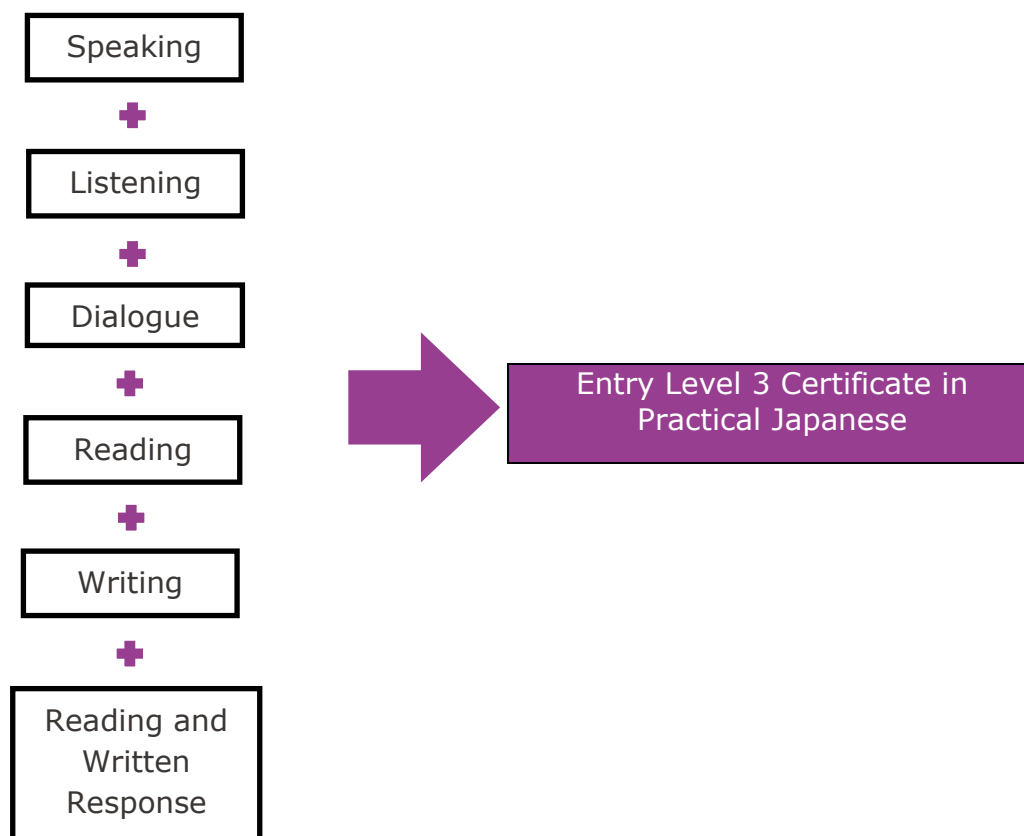 Speaking
Listening
Dialogue
Reading
Writing
Reading and
Written
Response
Entry Level 3 Certificate in
Practical Japanese